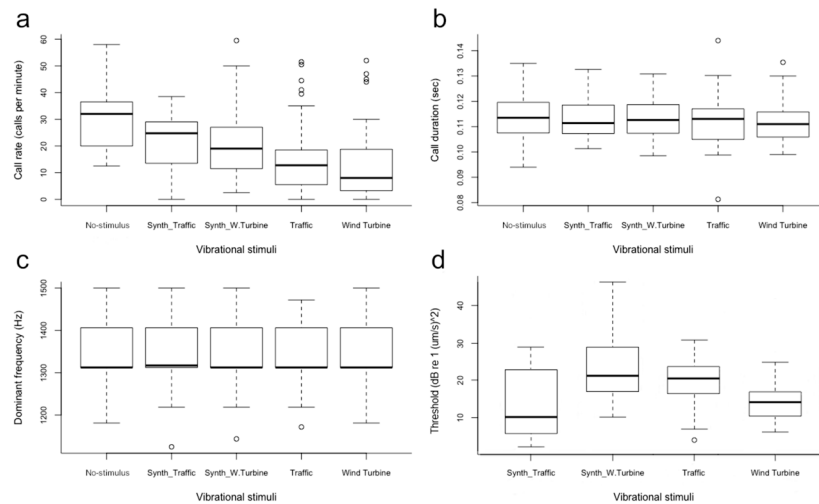 a
Call rate (calls per minute)
60
50
40
30
20
10
0
No-stimulus Synth_Traffic Synth_W.Turbine Traffic Wind Turbine
Vibrational stimuli
b
Call duration (sec)
0.14
0.13
0.12
0.11
0.10
0.09
0.08
No-stimulus Synth_Traffic Synth_W.Turbine Traffic Wind Turbine
Vibrational stimuli
c
Dominant frequency (Hz)
1500
1400
1300
1200
No-stimulus Synth_Traffic Synth_W.Turbine Traffic Wind Turbine
Vibrational stimuli
d
Threshold (dB re 1 (um/s)^2)
40
30
20
10
Synth_Traffic Synth_W.Turbine Traffic Wind Turbine
Vibrational stimuli